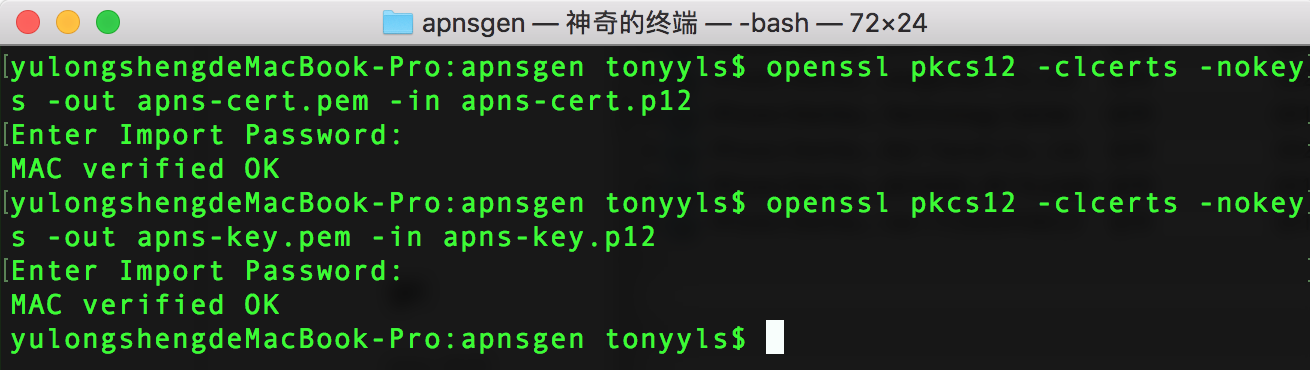 apnsgen — 神奇的终端 — -bash — 72×24
[yulongshengdeMacBook-Pro:apnsgen tonyyls$ openssl pkcs12 -clcerts -nokey
s -out apns-cert.pem -in apns-cert.p12
[Enter Import Password:
MAC verified OK
[yulongshengdeMacBook-Pro:apnsgen tonyyls$ openssl pkcs12 -clcerts -nokey
s -out apns-key.pem -in apns-key.p12
[Enter Import Password:
MAC verified OK
yulongshengdeMacBook-Pro:apnsgen tonyyls$